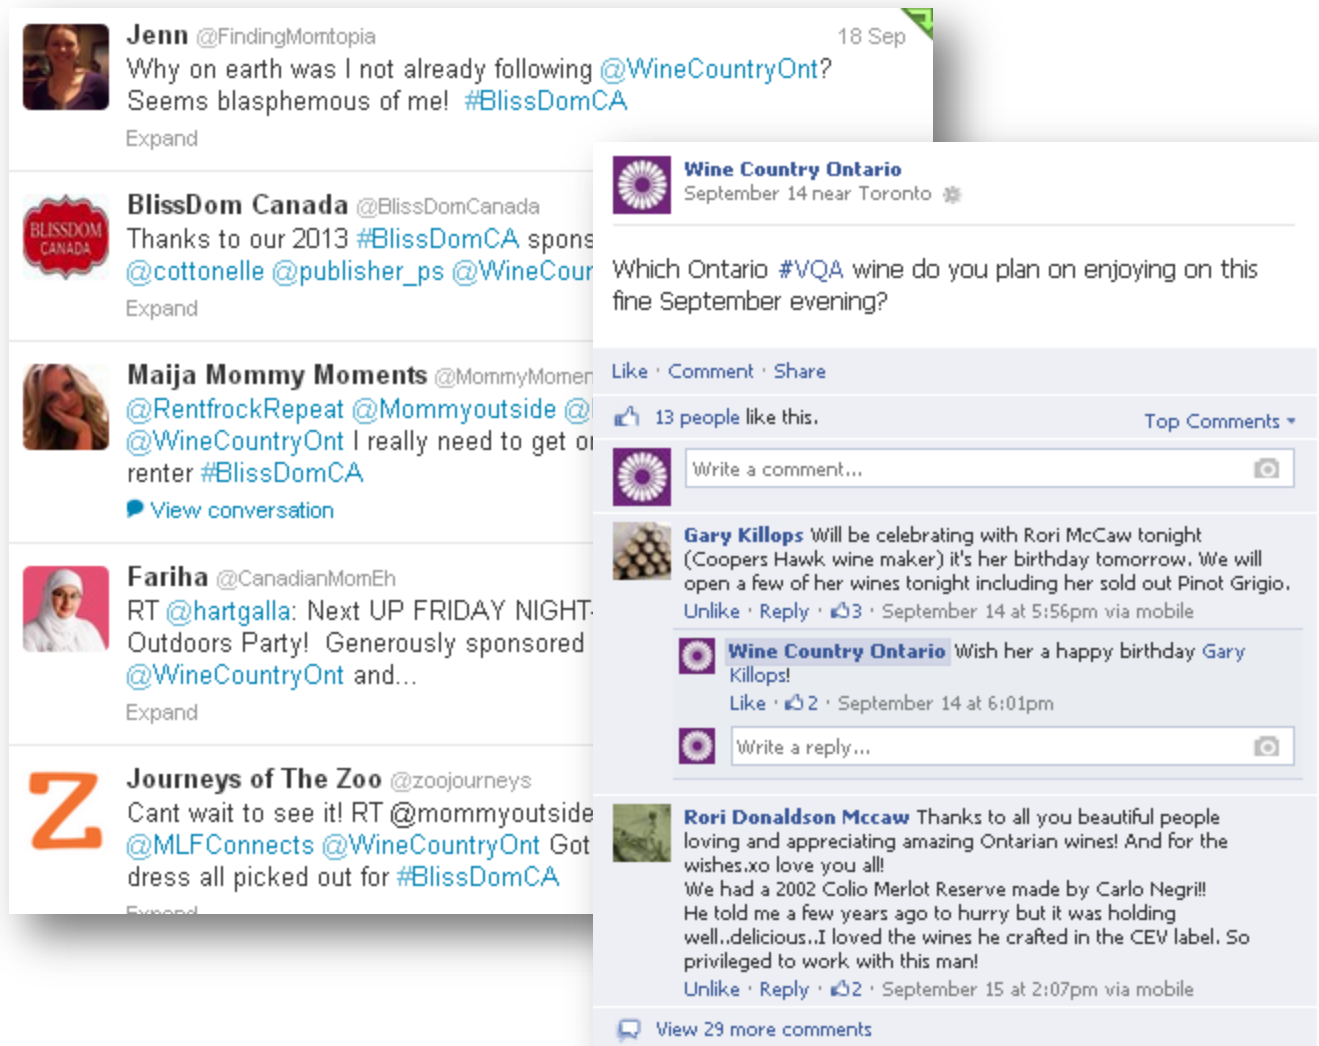 Jenn @FindingMomtopia 18 Sep
Why on earth was I not already following @WineCountryOnt?
Seems blasphemous of me! #BlissDomCA
Expand
BLISSDOM
CANADA
BlissDom Canada @BlissDomCanada
Thanks to our 2013 #BlissDomCA spons
@cottonelle @publisher_ps @WineCour
Expand
Maija Mommy Moments @MommyMomen
@RentfrockRepeat @Mommyoutside @
@WineCountryOnt I really need to get o
renter #BlissDomCA
View conversation
Fariha @CanadianMomEh
RT @hartgalla: Next UP FRIDAY NIGHT-
Outdoors Party! Generously sponsored
@WineCountryOnt and...
Expand
Z
Journeys of The Zoo @zoojourneys
Cant wait to see it! RT @mommyoutside
@MLFConnects @WineCountryOnt Got
dress all picked out for #BlissDomCA
Expand
Wine Country Ontario
September 14 near Toronto
Which Ontario #VQA wine do you plan on enjoying on this
fine September evening?
Like · Comment · Share
13 people like this.
Top Comments
Write a comment...
Gary Killops Will be celebrating with Rori McCaw tonight
(Coopers Hawk wine maker) it's her birthday tomorrow. We will
open a few of her wines tonight including her sold out Pinot Grigio.
Unlike · Reply · 3 · September 14 at 5:56pm via mobile
Wine Country Ontario Wish her a happy birthday Gary
Killops!
Like · 2 · September 14 at 6:01pm
Write a reply...
Rori Donaldson Mccaw Thanks to all you beautiful people
loving and appreciating amazing Ontarian wines! And for the
wishes.xo love you all!
We had a 2002 Colio Merlot Reserve made by Carlo Negri!!
He told me a few years ago to hurry but it was holding
well..delicious..I loved the wines he crafted in the CEV label. So
privileged to work with this man!
Unlike · Reply · 2 · September 15 at 2:07pm via mobile
View 29 more comments